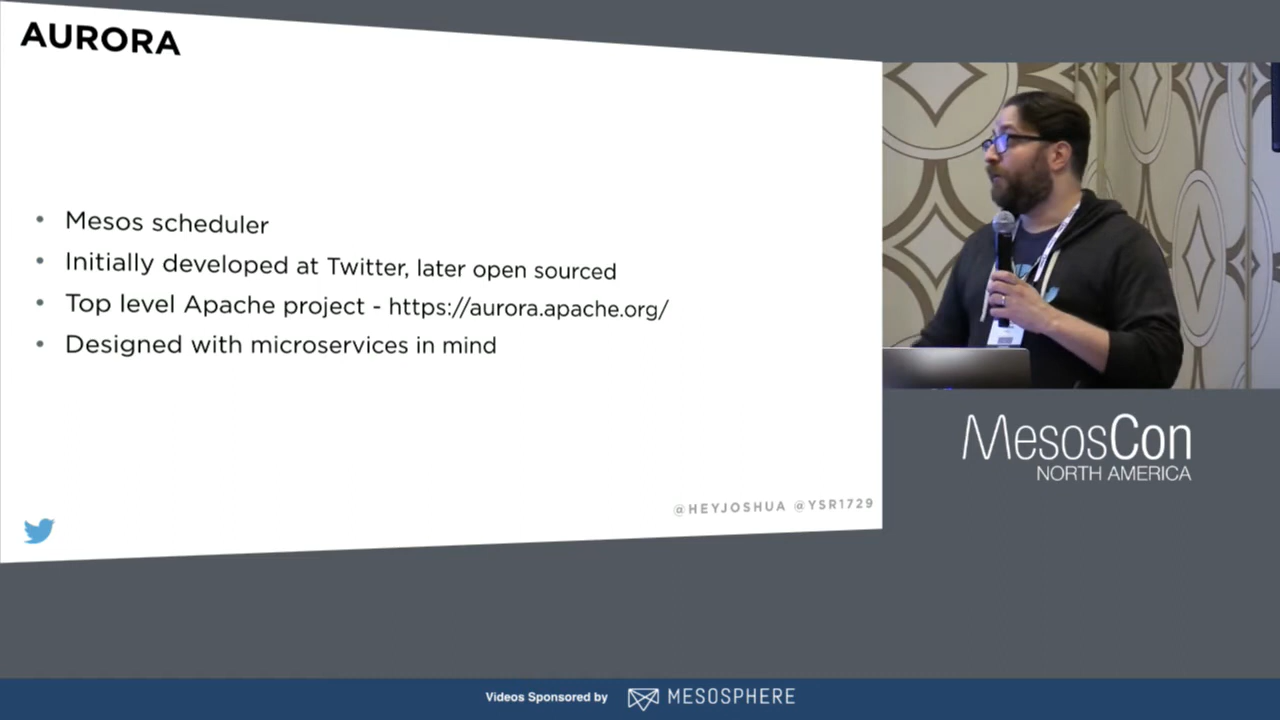 AURORA
• Mesos scheduler
• Initially developed at Twitter, later open sourced
• Top level Apache project - https://aurora.apache.org/
• Designed with microservices in mind
@HEYJOSHUA @YSR1729
MesosCon
NORTH AMERICA
Videos Sponsored by MESOSPHERE